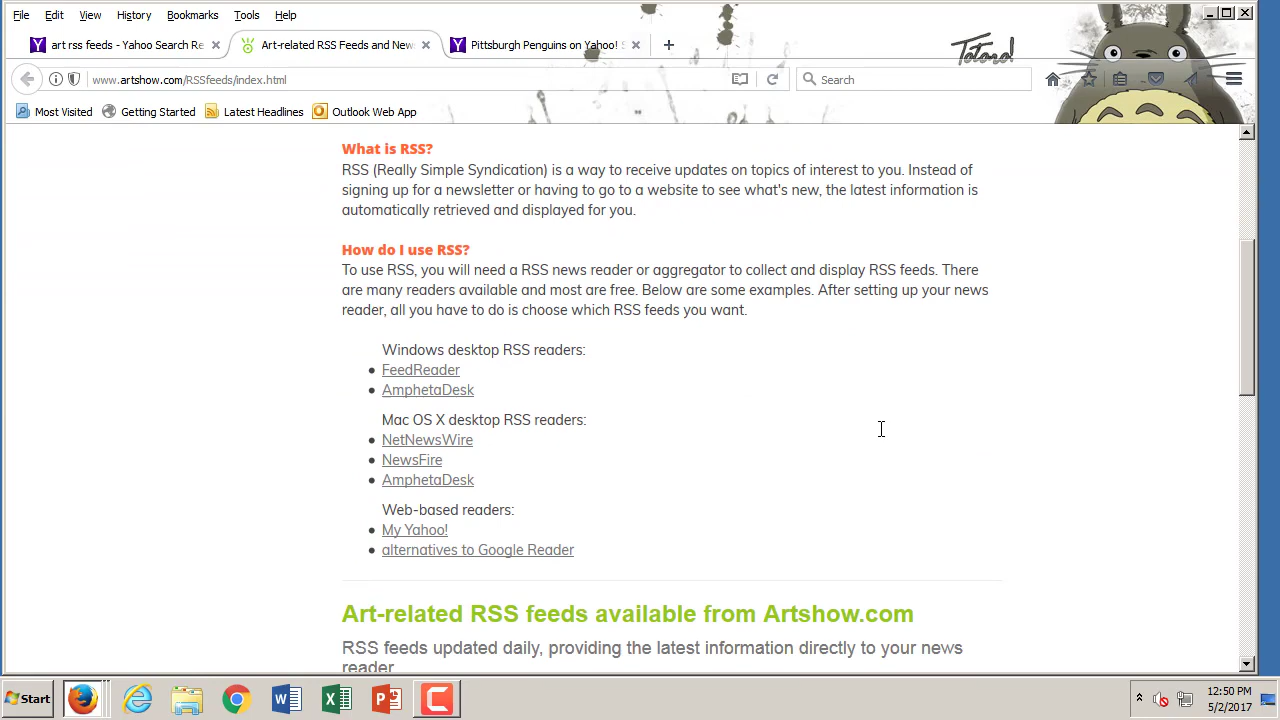 File Edit View History Bookmarks Tools Help
art rss feeds - Yahoo Search Re
Art-related RSS Feeds and New
Pittsburgh Penguins on Yahoo! S
Totoro!
www.artshow.com/RSSfeeds/index.html
Search
Most Visited Getting Started Latest Headlines Outlook Web App
What is RSS?
RSS (Really Simple Syndication) is a way to receive updates on topics of interest to you. Instead of
signing up for a newsletter or having to go to a website to see what's new, the latest information is
automatically retrieved and displayed for you.
How do I use RSS?
To use RSS, you will need a RSS news reader or aggregator to collect and display RSS feeds. There
are many readers available and most are free. Below are some examples. After setting up your news
reader, all you have to do is choose which RSS feeds you want.
Windows desktop RSS readers:
• FeedReader
• AmphetaDesk
Mac OS X desktop RSS readers:
• NetNewsWire
• NewsFire
• AmphetaDesk
Web-based readers:
• My Yahoo!
• alternatives to Google Reader
Art-related RSS feeds available from Artshow.com
RSS feeds updated daily, providing the latest information directly to your news
reader
Start
12:50 PM
5/2/2017